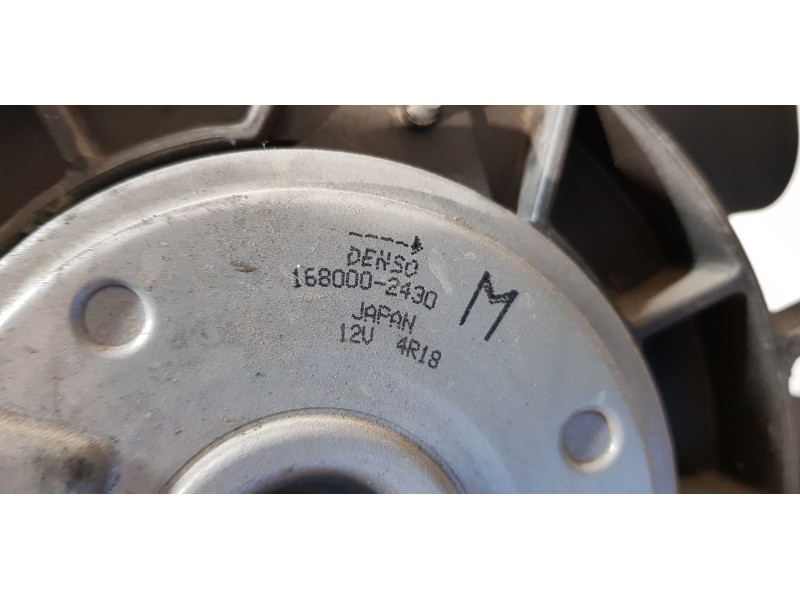 DENSO
168000-2430
M
JAPAN
12V 4R18